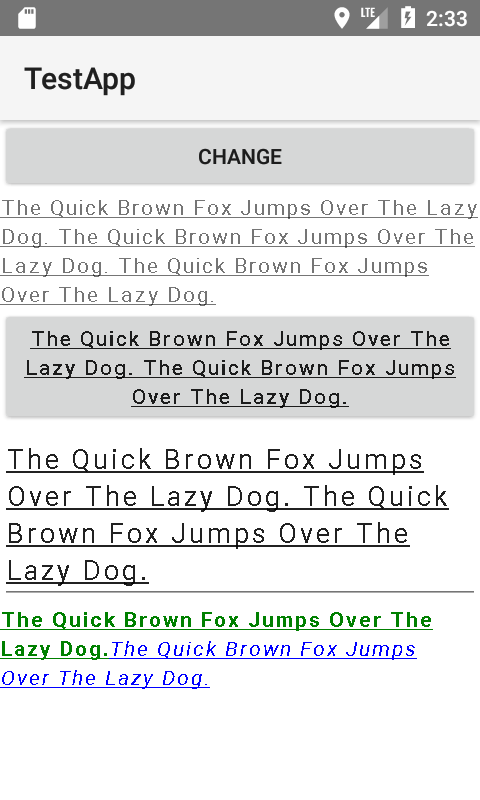 LTE 2:33
TestApp
CHANGE
The Quick Brown Fox Jumps Over The Lazy
Dog. The Quick Brown Fox Jumps Over The
Lazy Dog. The Quick Brown Fox Jumps
Over The Lazy Dog.
The Quick Brown Fox Jumps Over The
Lazy Dog. The Quick Brown Fox Jumps
Over The Lazy Dog.
The Quick Brown Fox Jumps
Over The Lazy Dog. The Quick
Brown Fox Jumps Over The
Lazy Dog.
The Quick Brown Fox Jumps Over The
Lazy Dog.The Quick Brown Fox Jumps
Over The Lazy Dog.